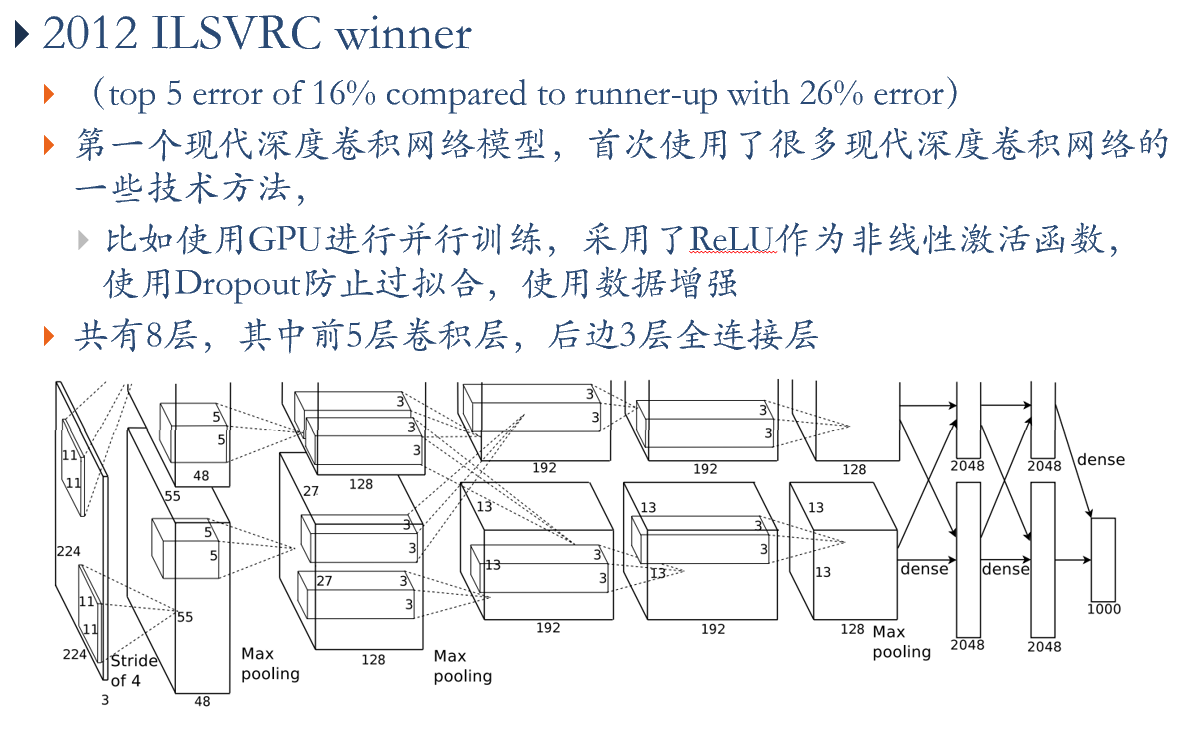 2012 ILSVRC winner
（top 5 error of 16% compared to runner-up with 26% error）
第一个现代深度卷积网络模型，首次使用了很多现代深度卷积网络的
一些技术方法，
比如使用GPU进行并行训练，采用了ReLU作为非线性激活函数，
使用Dropout防止过拟合，使用数据增强
共有8层，其中前5层卷积层，后边3层全连接层
11
11
224
11
11
224
3
Stride
of 4
5
5
48
55
5
5
55
48
Max
pooling
3
3
3
128
27
3
3
27
3
3
128
Max
pooling
3
3
192
13
3
3
13
192
3
3
192
13
3
3
13
192
128
13
13
128
Max
pooling
2048
2048
dense
dense
dense
2048
2048
1000